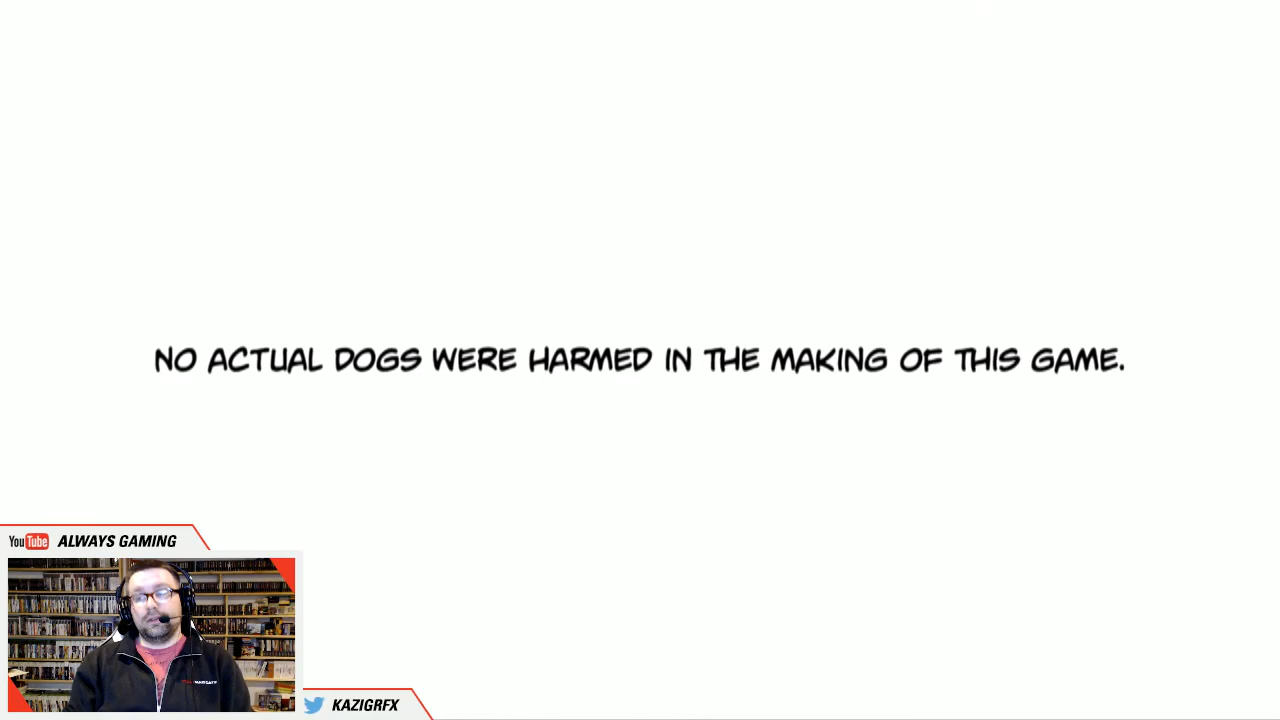 NO ACTUAL DOGS WERE HARMED IN THE MAKING OF THIS GAME.
YouTube ALWAYS GAMING
KAZIGRFX